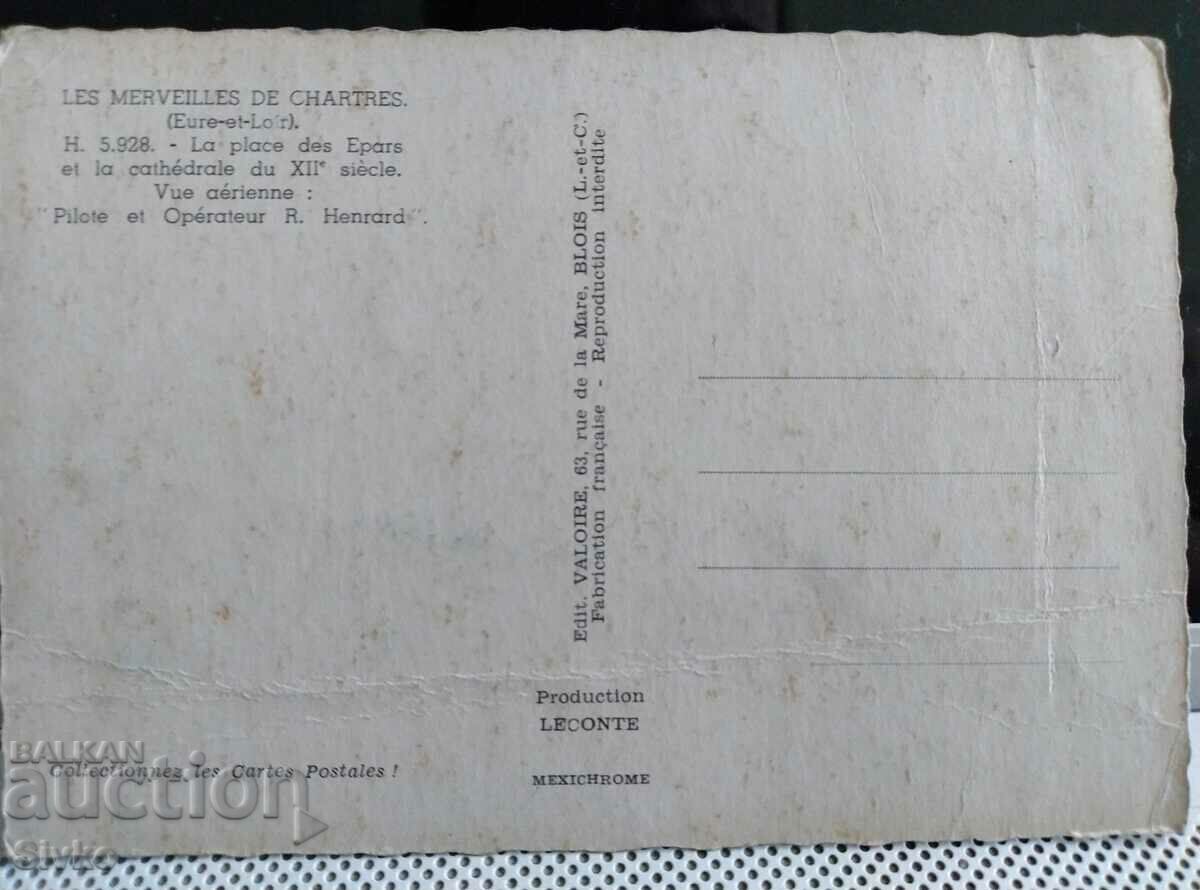 LES MERVEILLES DE CHARTRES.
(Eure-et-Loir).
H. 5.928. - La place des Epars
et la cathédrale du XIIe siècle.
Vue aérienne :
"Pilote et Opérateur R. Henrard".
Edit. VALOIRE, 63, rue de la Mare, BLOIS (L.-et-C.)
Fabrication française - Reproduction interdite
Production
LECONTE
MEXICHROME
Collectionnez les Cartes Postales !
BALKAN
auction
Sivko